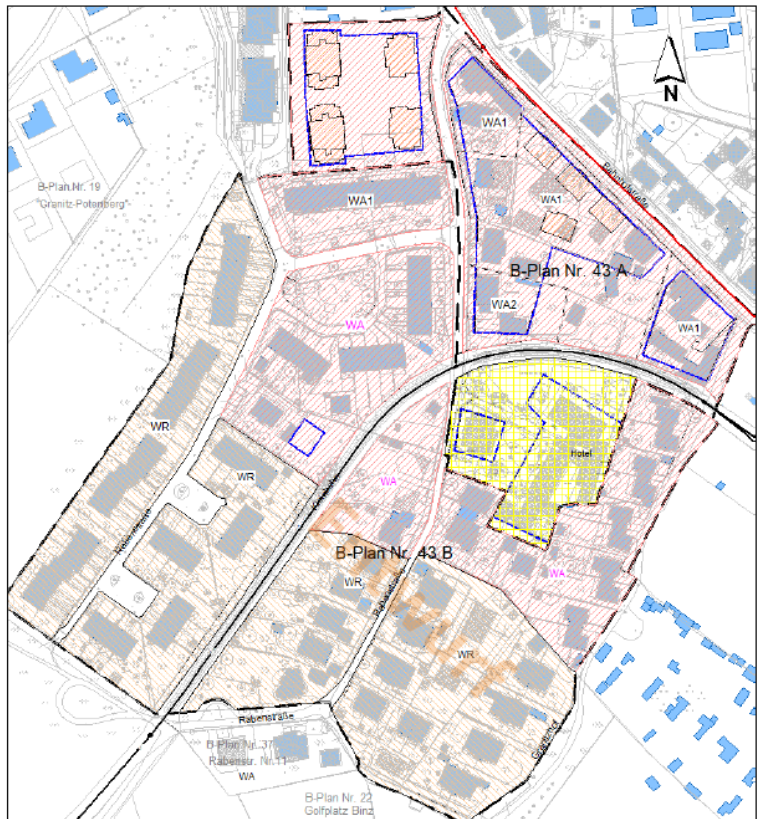 N
WA1
Rabenstraße
B-Plan Nr. 19
"Granitz-Potenberg"
WA1
WA1
B-Plan Nr. 43 A
WA2
WA
WA1
WR
Hotel
WR
WA
Entwurf
B-Plan Nr. 43 B
WA
WR
Rabenstraße
WR
Rabenstraße
B-Plan Nr. 37
Rabenstr. Nr.11
WA
B-Plan Nr. 22
Golfplatz Binz